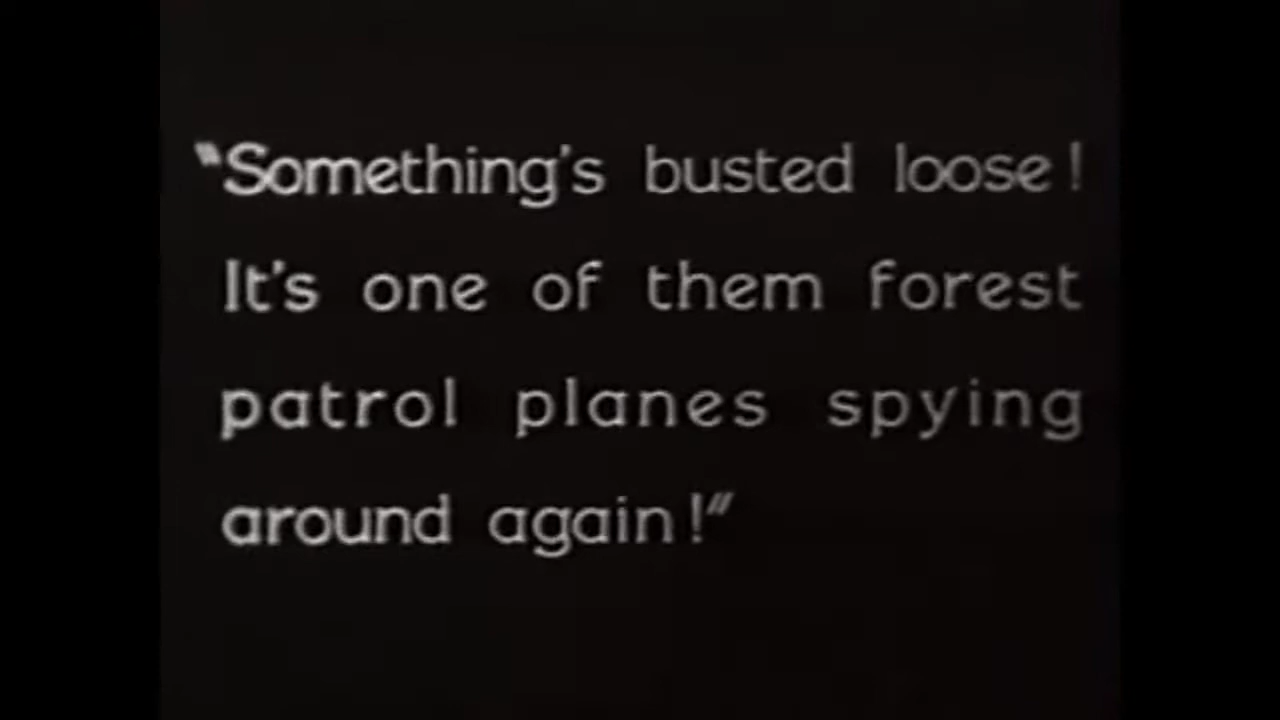 "Something's busted loose!
It's one of them forest
patrol planes spying
around again!"